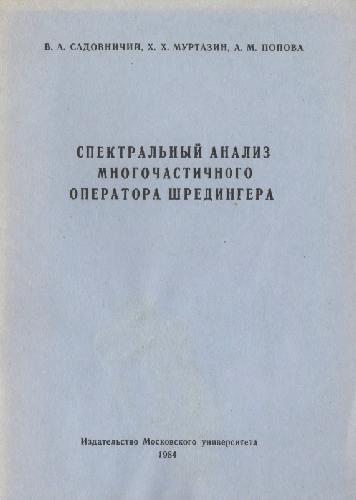 В. А. САДОВНИЧИЙ, Х. Х. МУРТАЗИН, А. М. ПОПОВА
СПЕКТРАЛЬНЫЙ АНАЛИЗ
МНОГОЧАСТИЧНОГО
ОПЕРАТОРА ШРЕДИНГЕРА
Издательство Московского университета
1984